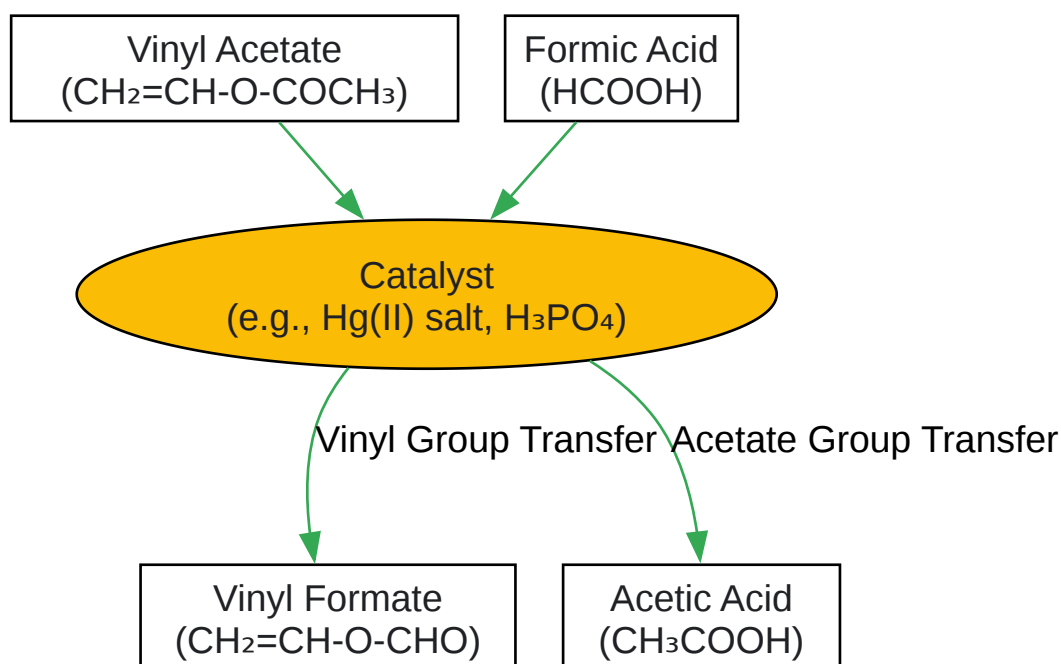 Vinyl Acetate
(CH₂=CH-O-COCH₃)
Formic Acid
(HCOOH)
Catalyst
(e.g., Hg(II) salt, H₃PO₄)
Vinyl Group Transfer
Acetate Group Transfer
Vinyl Formate
(CH₂=CH-O-CHO)
Acetic Acid
(CH₃COOH)